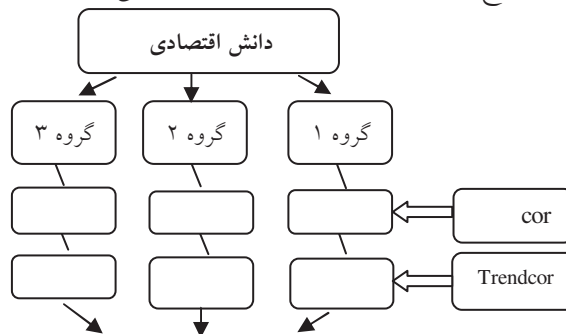 دانش اقتصادی
گروه ۱
گروه ۲
گروه ۳
cor
Trendcor